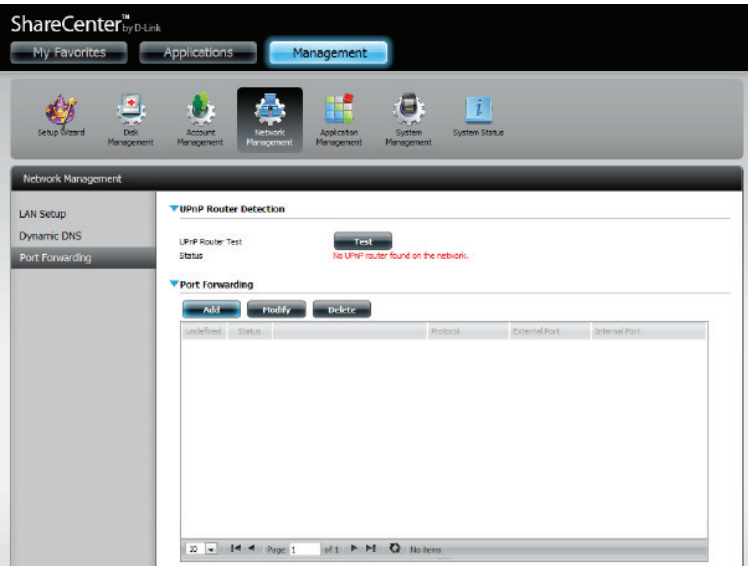 ShareCenter™ by D-Link
My Favorites Applications Management
Setup Wizard Disk Management Account Management Network Management Application Management System Management System Status
Network Management
LAN Setup
Dynamic DNS
Port Forwarding
UPnP Router Detection
UPnP Router Test Test
Status No UPnP router found on the network.
Port Forwarding
Add Modify Delete
undefined Status Protocol External Port Internal Port
10 Page 1 of 1 No items